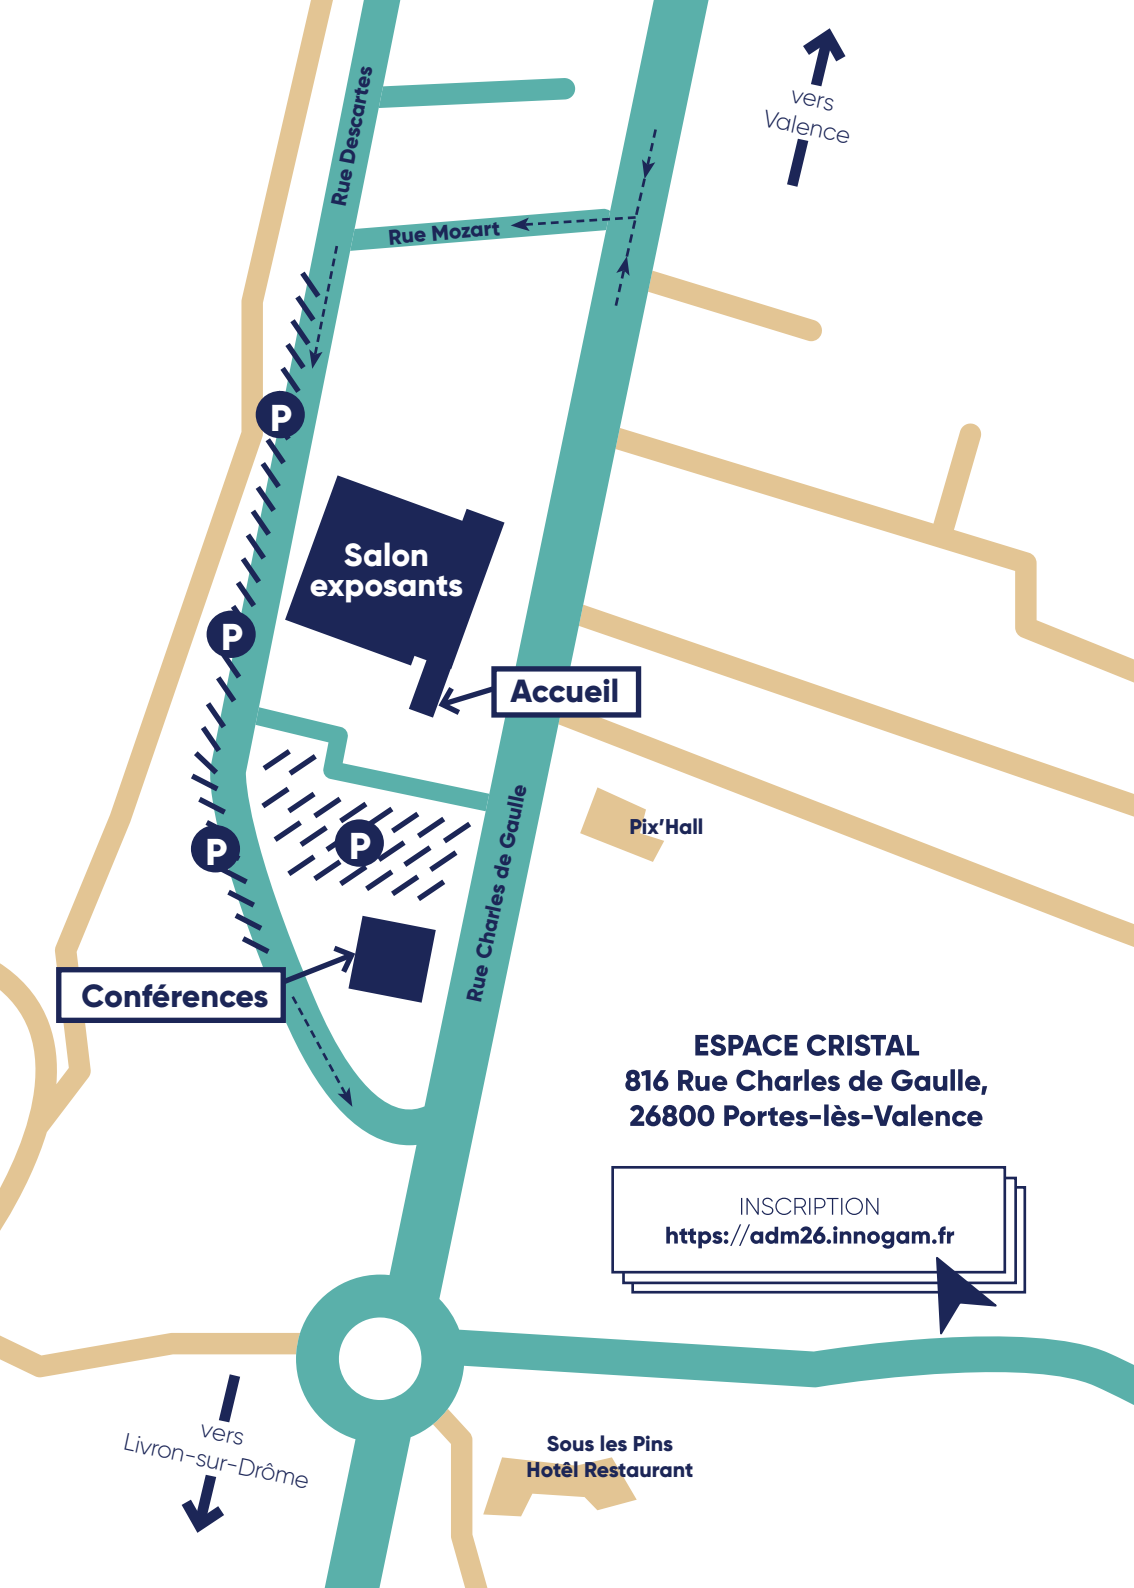 vers
Valence
Rue Descartes
Rue Mozart
P
Salon
exposants
P
Accueil
P
P
Rue Charles de Gaulle
Pix'Hall
Conférences
ESPACE CRISTAL
816 Rue Charles de Gaulle,
26800 Portes-lès-Valence
INSCRIPTION
https://adm26.innogam.fr
vers
Livron-sur-Drôme
Sous les Pins
Hotêl Restaurant